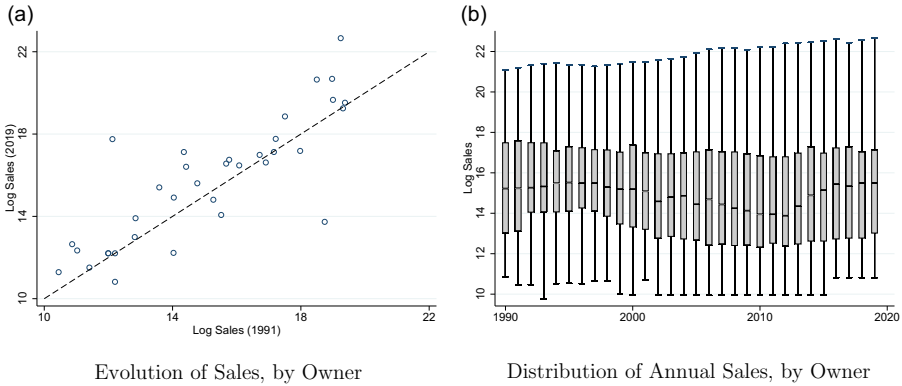 (a)
22
18
14
10
Log Sales (2019)
10 14 18 22
Log Sales (1991)
Evolution of Sales, by Owner
(b)
22
20
18
16
14
12
10
Log Sales
1990 2000 2010 2020
Distribution of Annual Sales, by Owner